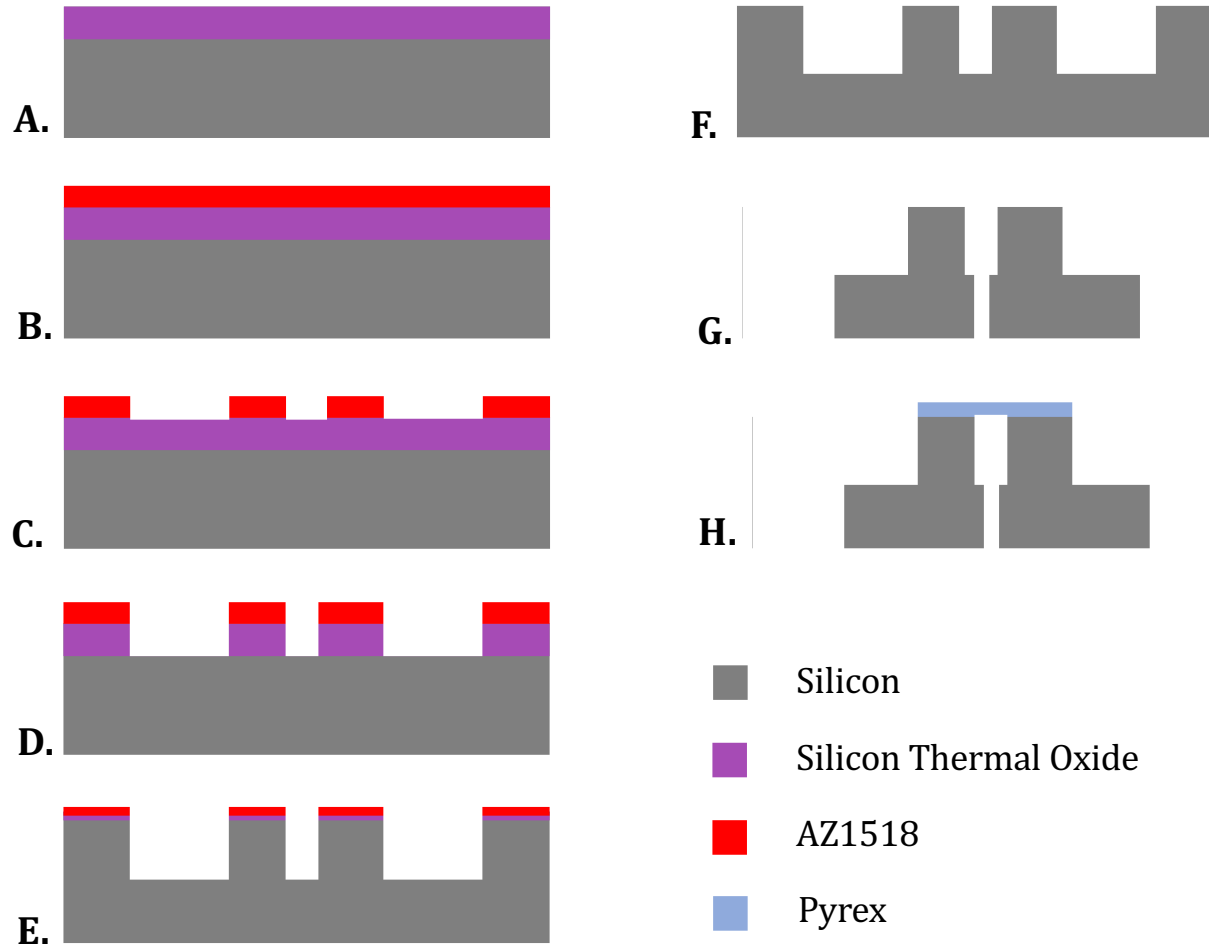 A.
B.
C.
D.
E.
F.
G.
H.
Silicon
Silicon Thermal Oxide
AZ1518
Pyrex